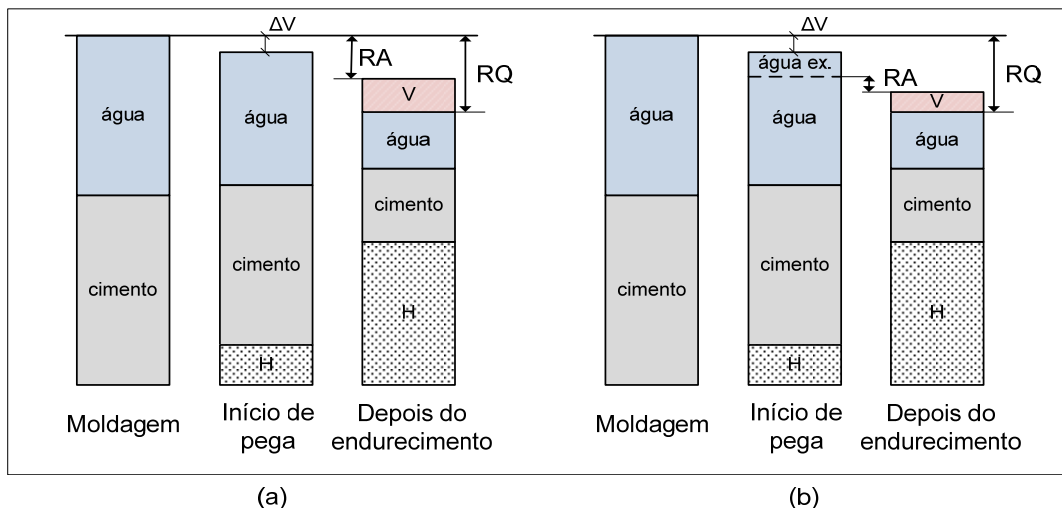 ΔV
RA
RQ
água
água
V
água
cimento
cimento
cimento
H
H
Moldagem
Início de
pega
Depois do
endurecimento
(a)
ΔV
água ex.
RA
RQ
água
água
V
água
cimento
cimento
cimento
H
H
Moldagem
Início de
pega
Depois do
endurecimento
(b)